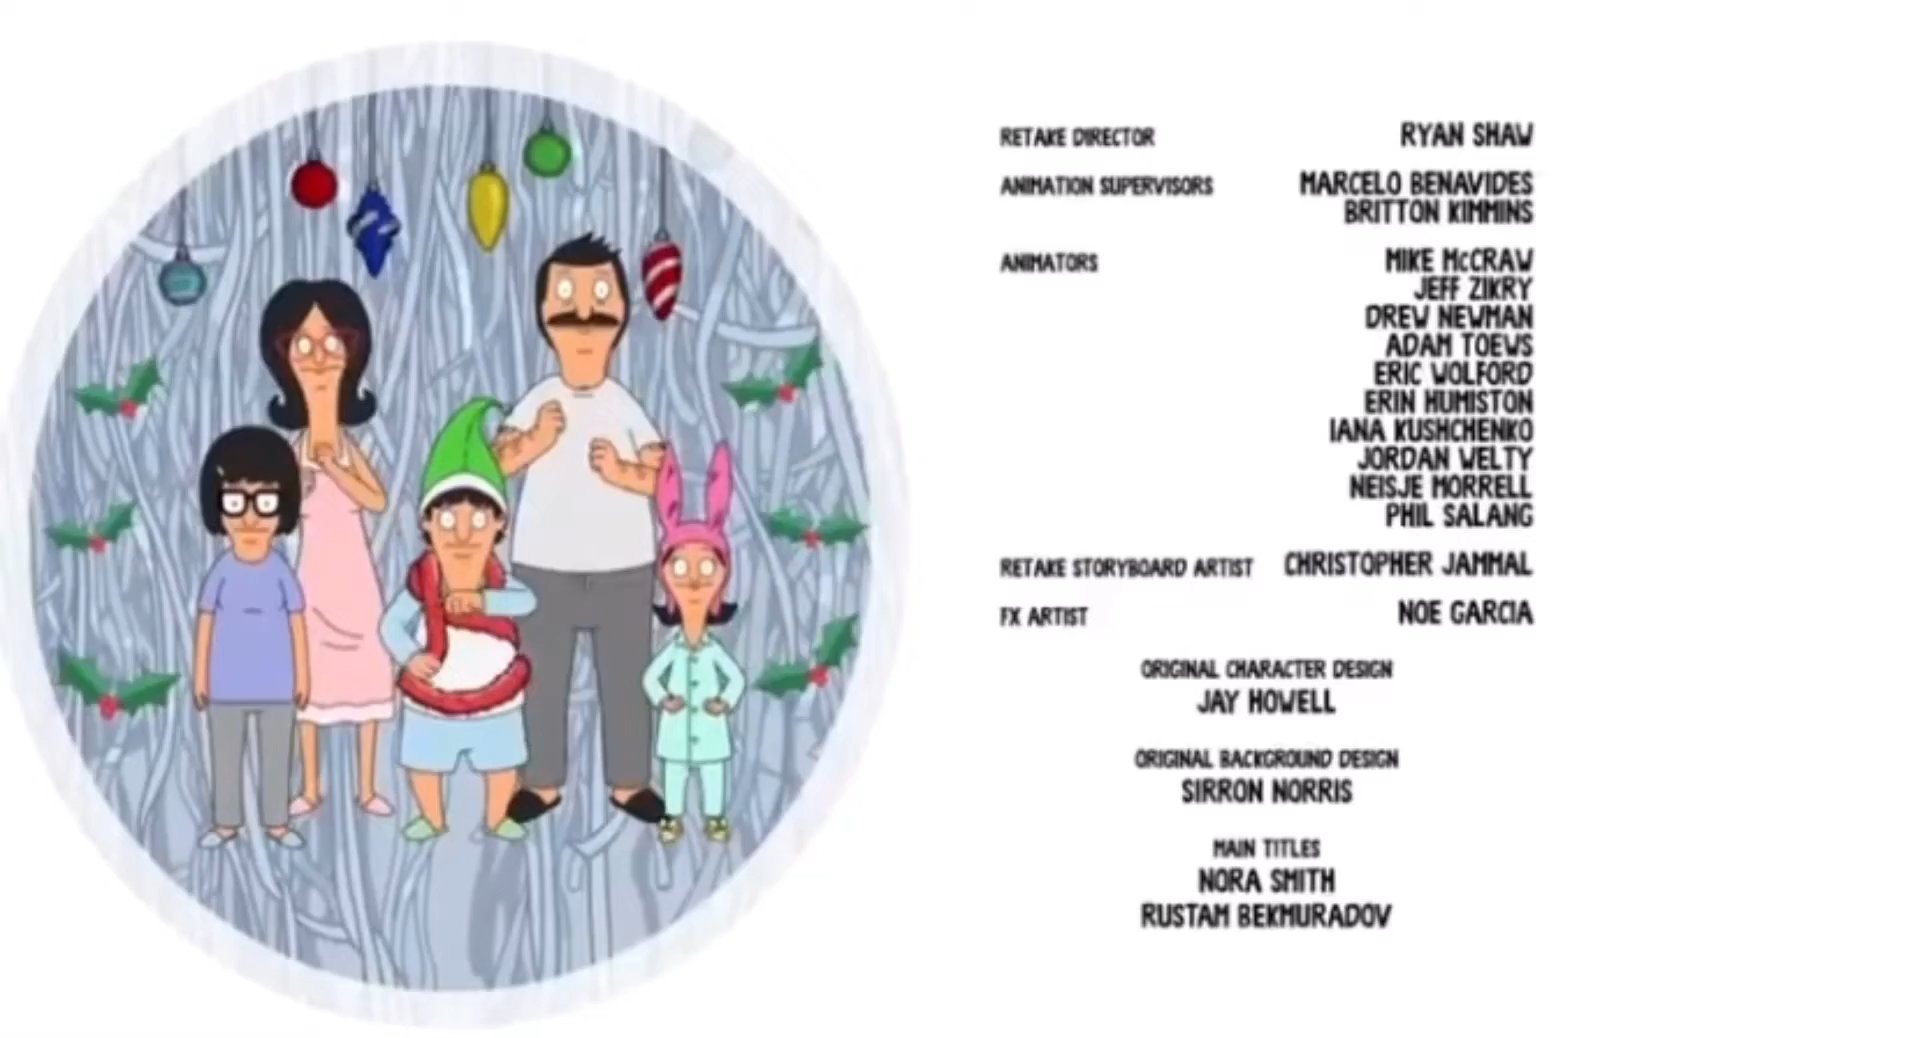 RETAKE DIRECTOR RYAN SHAW
ANIMATION SUPERVISORS MARCELO BENAVIDES
BRITTON KIMMINS
ANIMATORS MIKE McCRAW
JEFF ZIKRY
DREW NEWMAN
ADAM TOEWS
ERIC WOLFORD
ERIN HUMISTON
IANA KUSHCHENKO
JORDAN WELTY
NEISJE MORRELL
PHIL SALANG
RETAKE STORYBOARD ARTIST CHRISTOPHER JAMMAL
FX ARTIST NOE GARCIA
ORIGINAL CHARACTER DESIGN
JAY HOWELL
ORIGINAL BACKGROUND DESIGN
SIRRON NORRIS
MAIN TITLES
NORA SMITH
RUSTAM BEKMURADOV